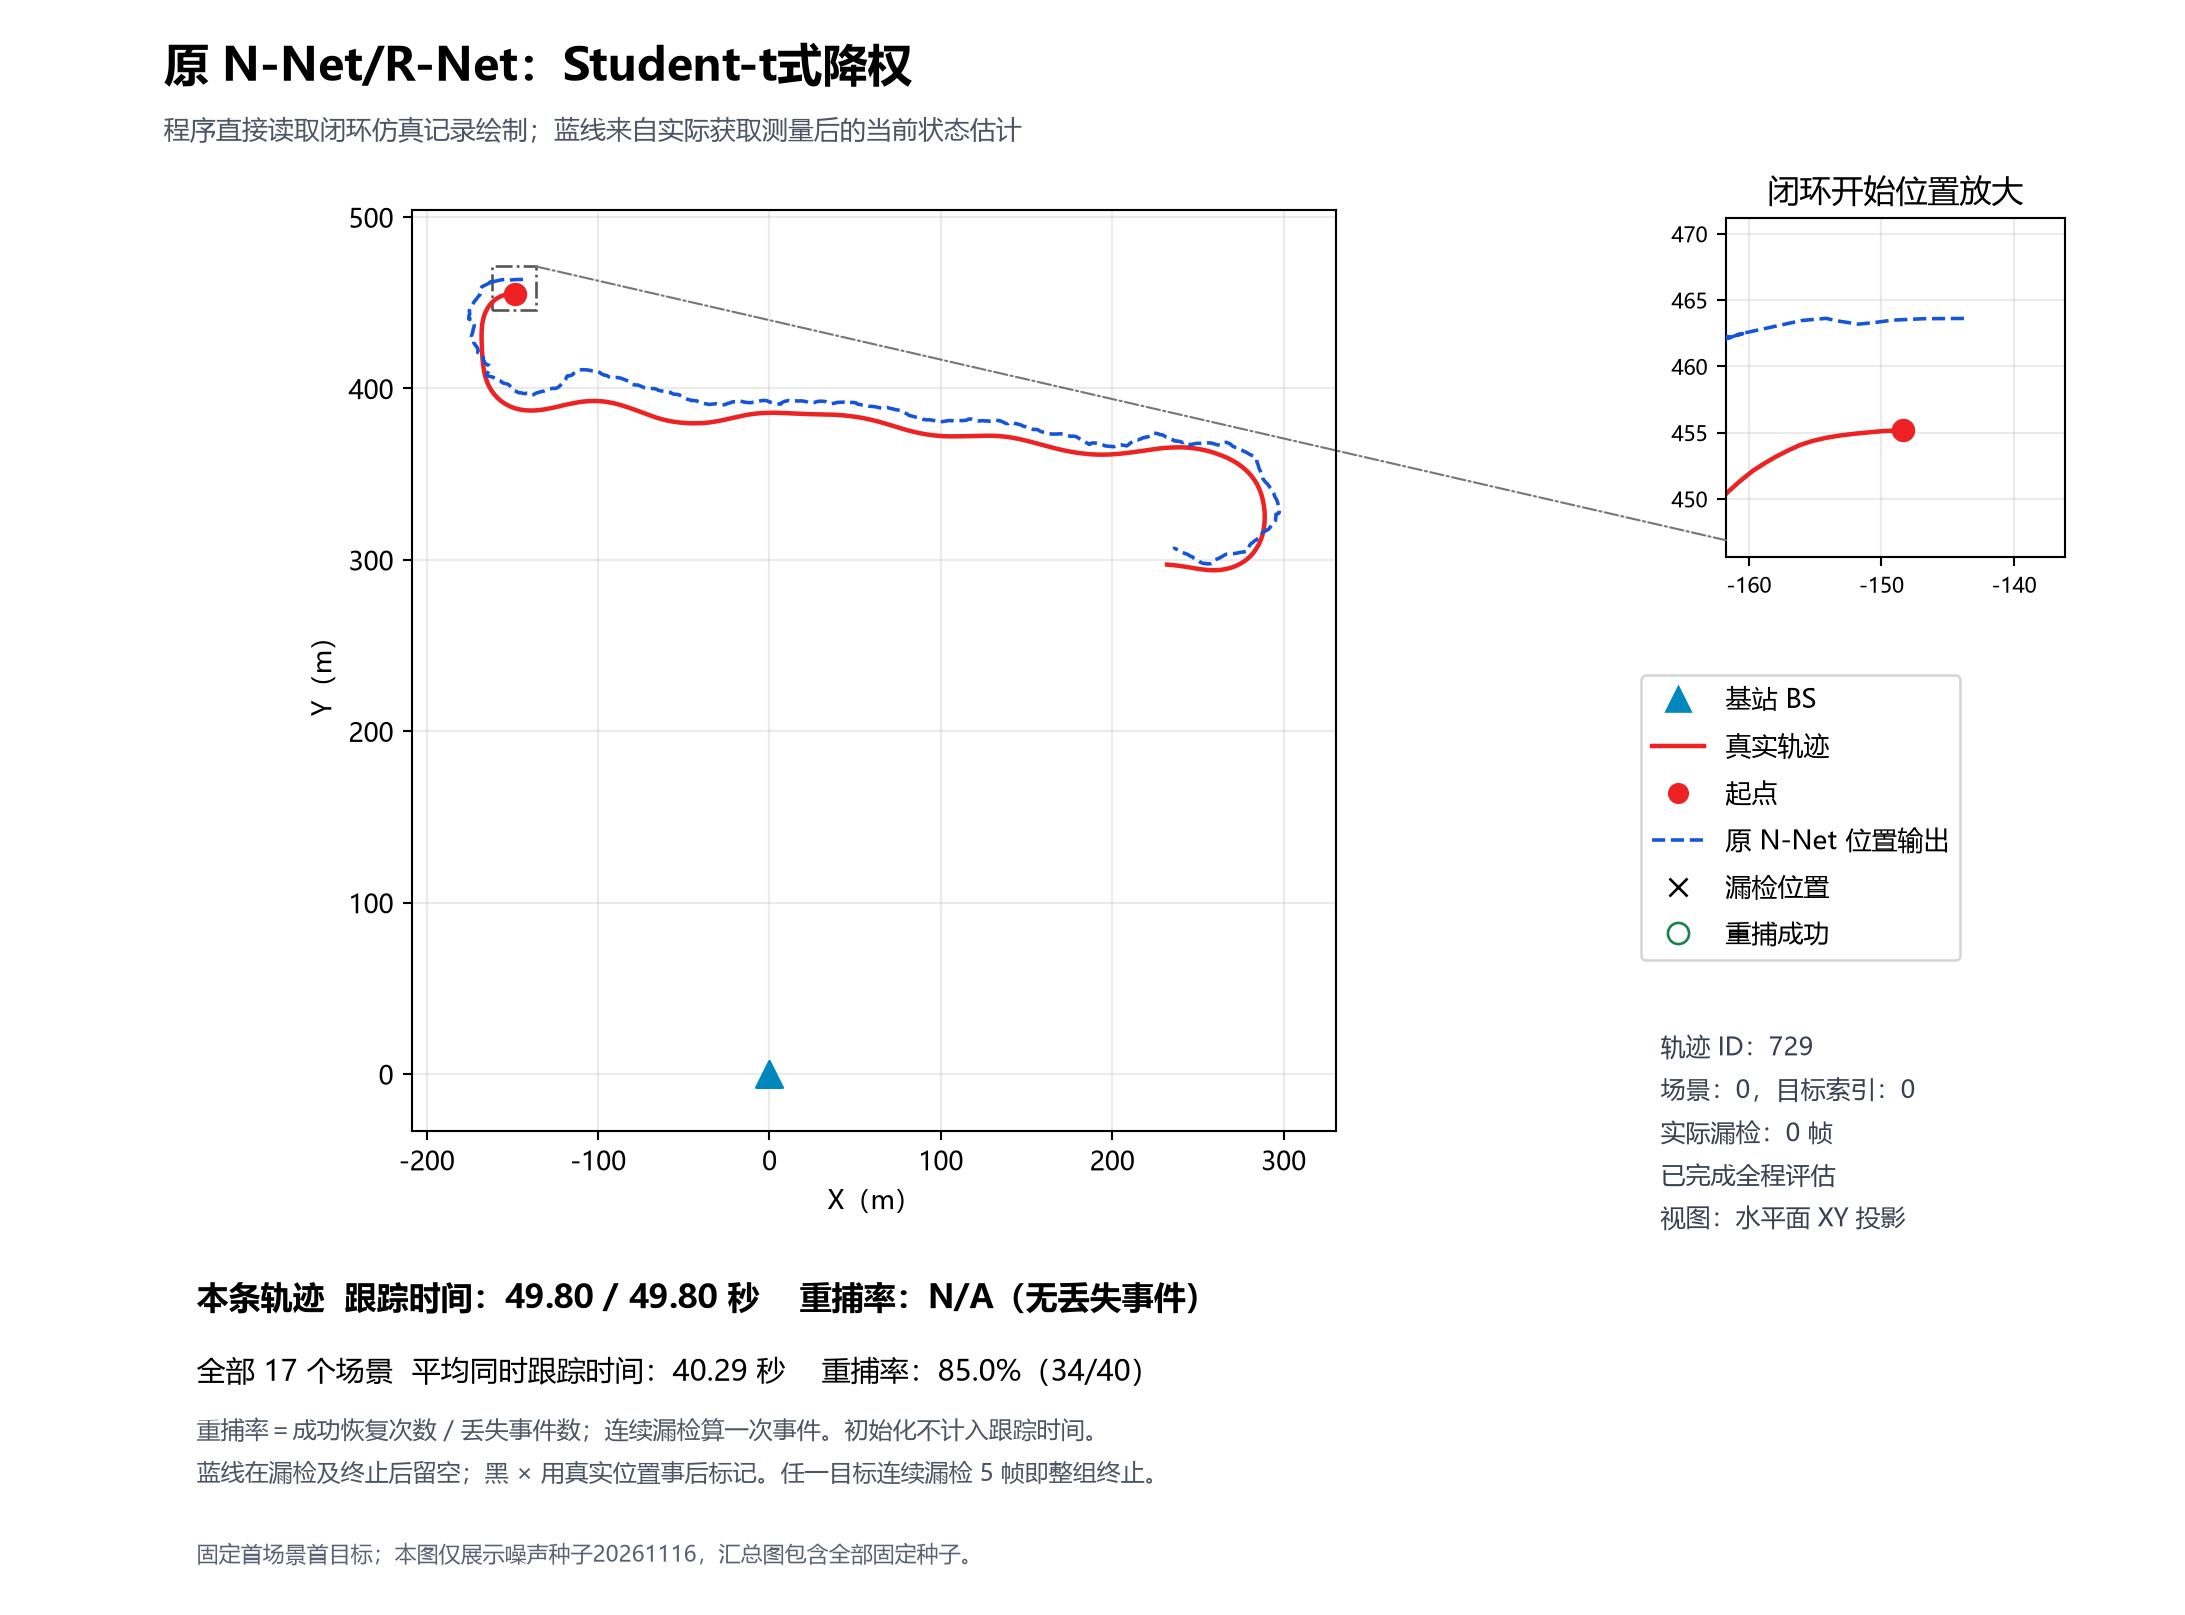 原 N-Net/R-Net：Student-t式降权
程序直接读取闭环仿真记录绘制；蓝线来自实际获取测量后的当前状态估计
闭环开始位置放大
470
465
460
455
450
-160 -150 -140
500
400
300
200
100
0
Y（m）
-200 -100 0 100 200 300
X（m）
基站 BS
真实轨迹
起点
原 N-Net 位置输出
漏检位置
重捕成功
轨迹 ID：729
场景：0，目标索引：0
实际漏检：0 帧
已完成全程评估
视图：水平面 XY 投影
本条轨迹 跟踪时间：49.80 / 49.80 秒 重捕率：N/A（无丢失事件）
全部 17 个场景 平均同时跟踪时间：40.29 秒 重捕率：85.0%（34/40）
重捕率 = 成功恢复次数 / 丢失事件数；连续漏检算一次事件。初始化不计入跟踪时间。
蓝线在漏检及终止后留空；黑 × 用真实位置事后标记。任一目标连续漏检 5 帧即整组终止。
固定首场景首目标；本图仅展示噪声种子20261116，汇总图包含全部固定种子。